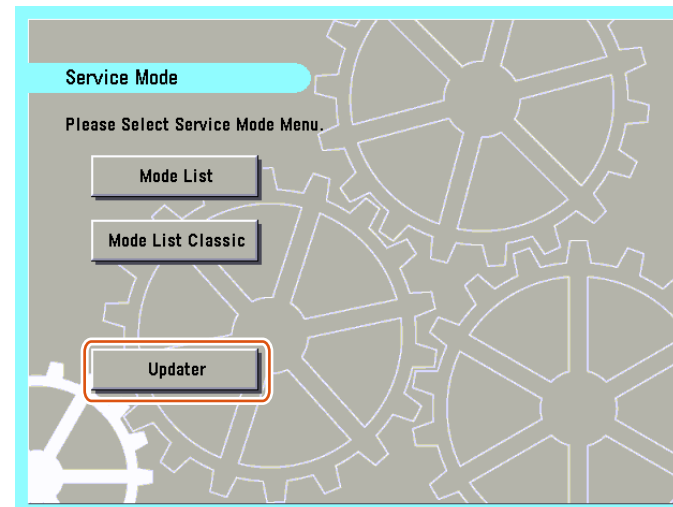 Service Mode
Please Select Service Mode Menu.
Mode List
Mode List Classic
Updater